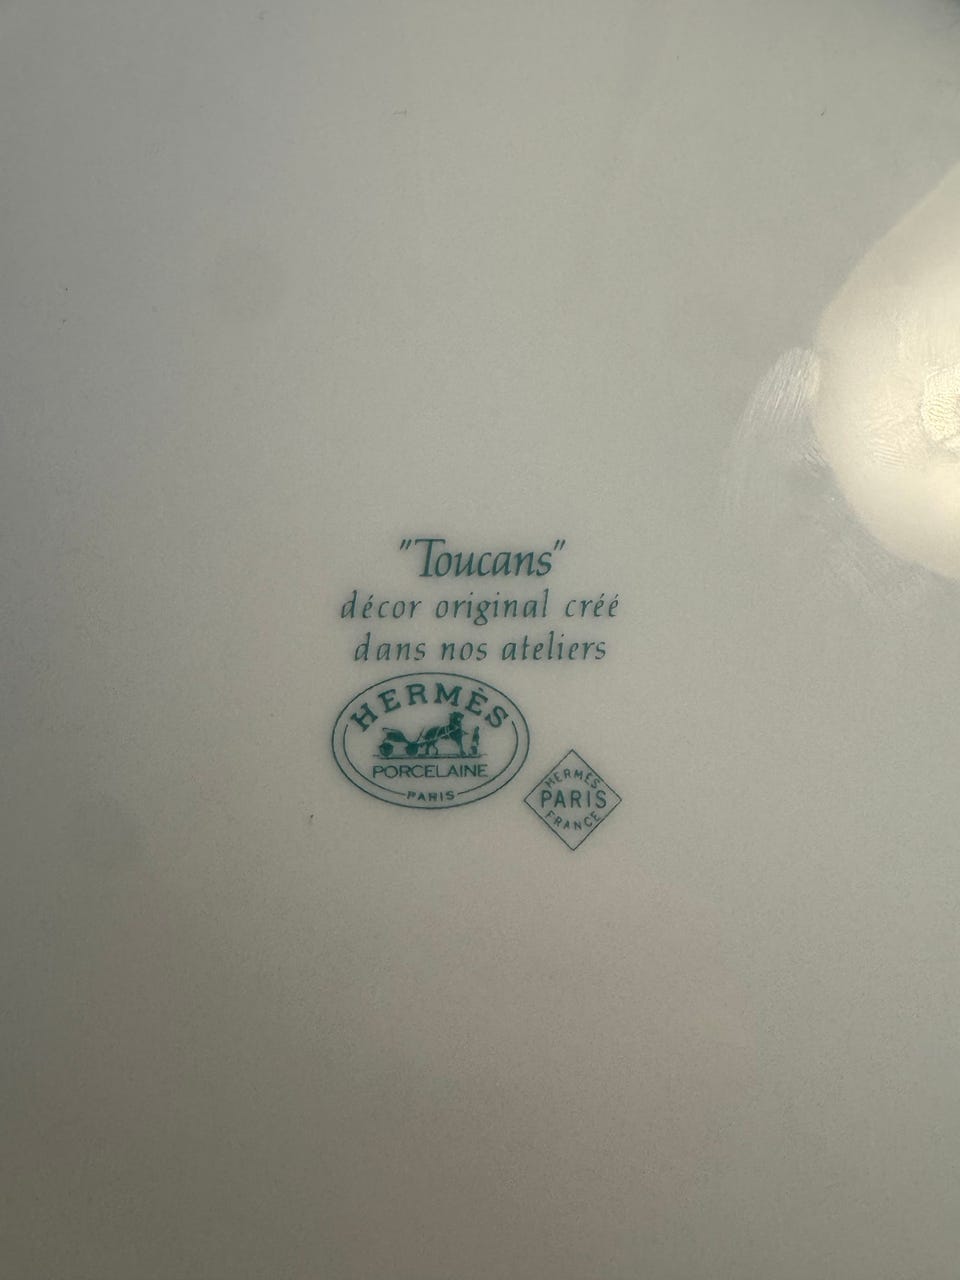 "Toucans"
décor original créé
dans nos ateliers
HERMÈS
PORCELAINE
PARIS
HERMÈS
PARIS
FRANCE